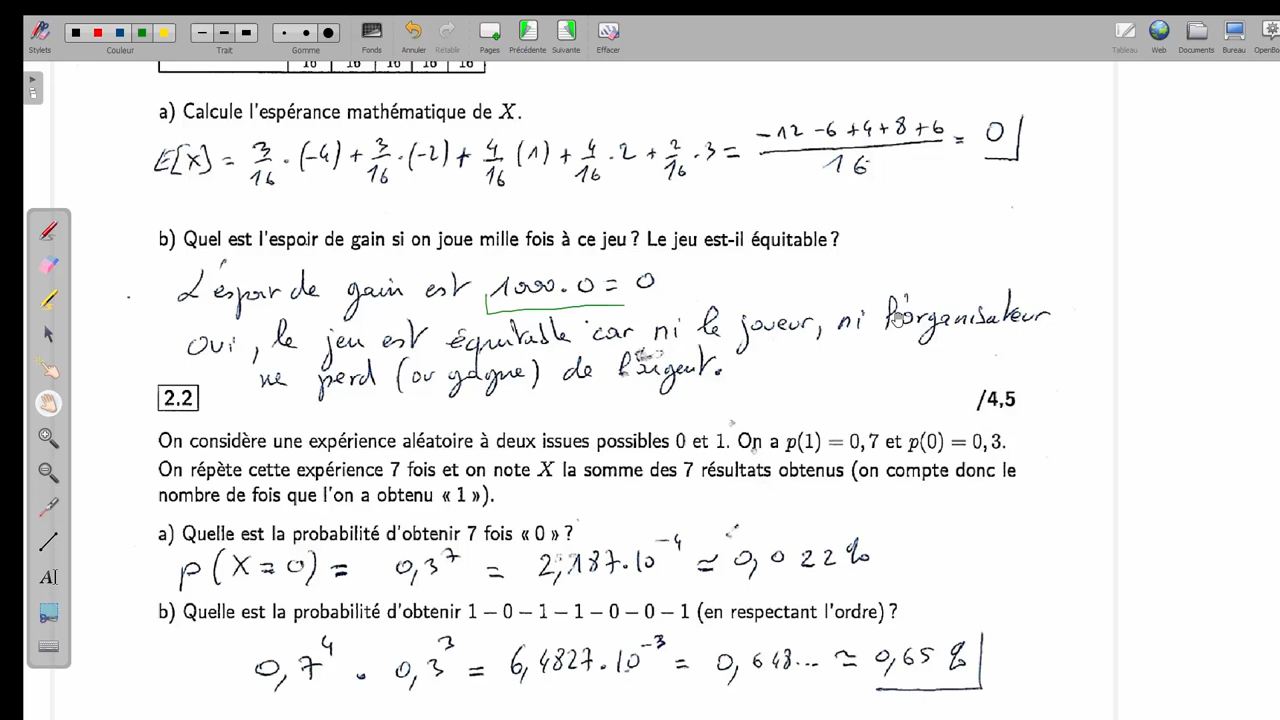 Stylets Couleur Trait Gomme Fonds Annuler Rétablir Pages Précédente Suivante Effacer Tableau Web Documents Bureau OpenBo
16 16 16 16 16
a) Calcule l'espérance mathématique de X.
E[X] = 3/16 · (-4) + 3/16 · (-2) + 4/16 (1) + 4/16 · 2 + 2/16 · 3 = (-12 -6 +4 +8 +6)/16 = 0
b) Quel est l'espoir de gain si on joue mille fois à ce jeu ? Le jeu est-il équitable ?
L'éspoir de gain est 1000 · 0 = 0
oui, le jeu est équitable car ni le joueur, ni l'organisateur
ne perd (ou gagne) de l'argent.
2.2 /4,5
On considère une expérience aléatoire à deux issues possibles 0 et 1. On a p(1) = 0,7 et p(0) = 0,3.
On répète cette expérience 7 fois et on note X la somme des 7 résultats obtenus (on compte donc le
nombre de fois que l'on a obtenu « 1 »).
a) Quelle est la probabilité d'obtenir 7 fois « 0 » ?
p(X = 0) = 0,3⁷ = 2,187·10⁻⁴ ≃ 0,022 %
b) Quelle est la probabilité d'obtenir 1 − 0 − 1 − 1 − 0 − 0 − 1 (en respectant l'ordre) ?
0,7⁴ · 0,3³ = 6,4827·10⁻³ = 0,648... ≃ 0,65 %